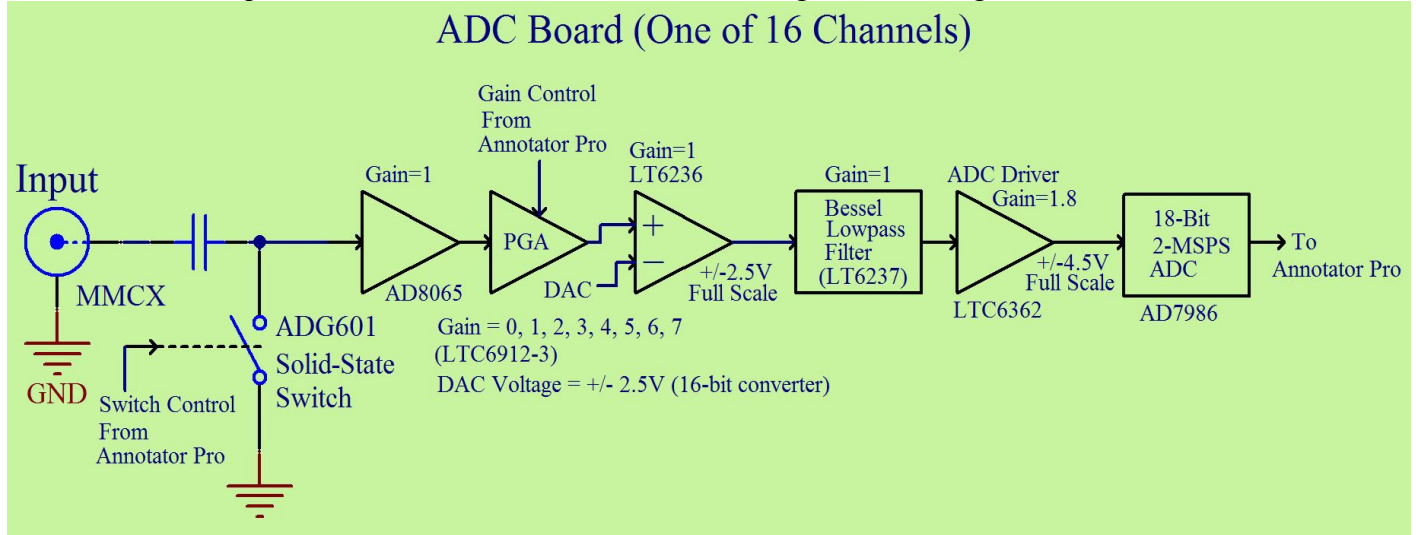 ADC Board (One of 16 Channels)
Gain Control
From
Annotator Pro
Input
MMCX
GND
Switch Control
From
Annotator Pro
ADG601
Solid-State
Switch
Gain=1
AD8065
PGA
Gain = 0, 1, 2, 3, 4, 5, 6, 7
(LTC6912-3)
DAC Voltage = +/- 2.5V (16-bit converter)
DAC
Gain=1
LT6236
+
−
+/-2.5V
Full Scale
Gain=1
Bessel
Lowpass
Filter
(LT6237)
ADC Driver
Gain=1.8
LTC6362
+/-4.5V
Full Scale
18-Bit
2-MSPS
ADC
AD7986
To
Annotator Pro